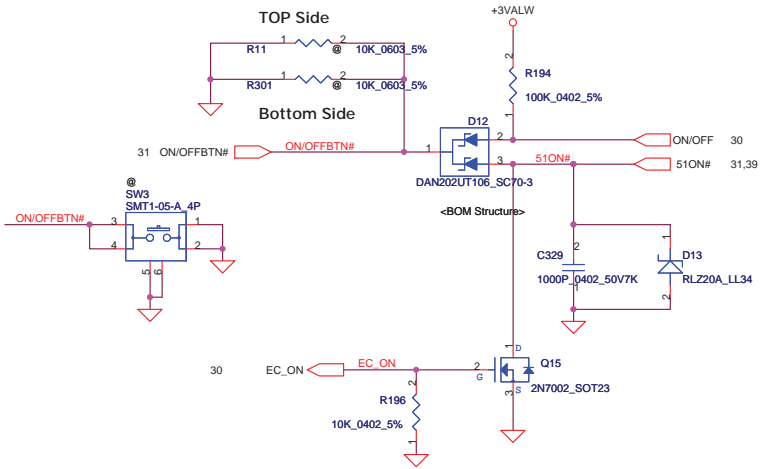 TOP Side
+3VALW
1 2
R11 @ 10K_0603_5%
1 2
R301 @ 10K_0603_5%
Bottom Side
2
R194
100K_0402_5%
1
D12
31 ON/OFFBTN# ON/OFFBTN# 1
2 ON/OFF 30
3 51ON# 51ON# 31,39
DAN202UT106_SC70-3
<BOM Structure>
@
SW3
SMT1-05-A_4P
ON/OFFBTN# 3 1
4 2
5 6
2
C329
1000P_0402_50V7K
1
1
D13
RLZ20A_LL34
2
1 D
Q15
30 EC_ON EC_ON 2
G
S
3
2N7002_SOT23
2
R196
10K_0402_5%
1